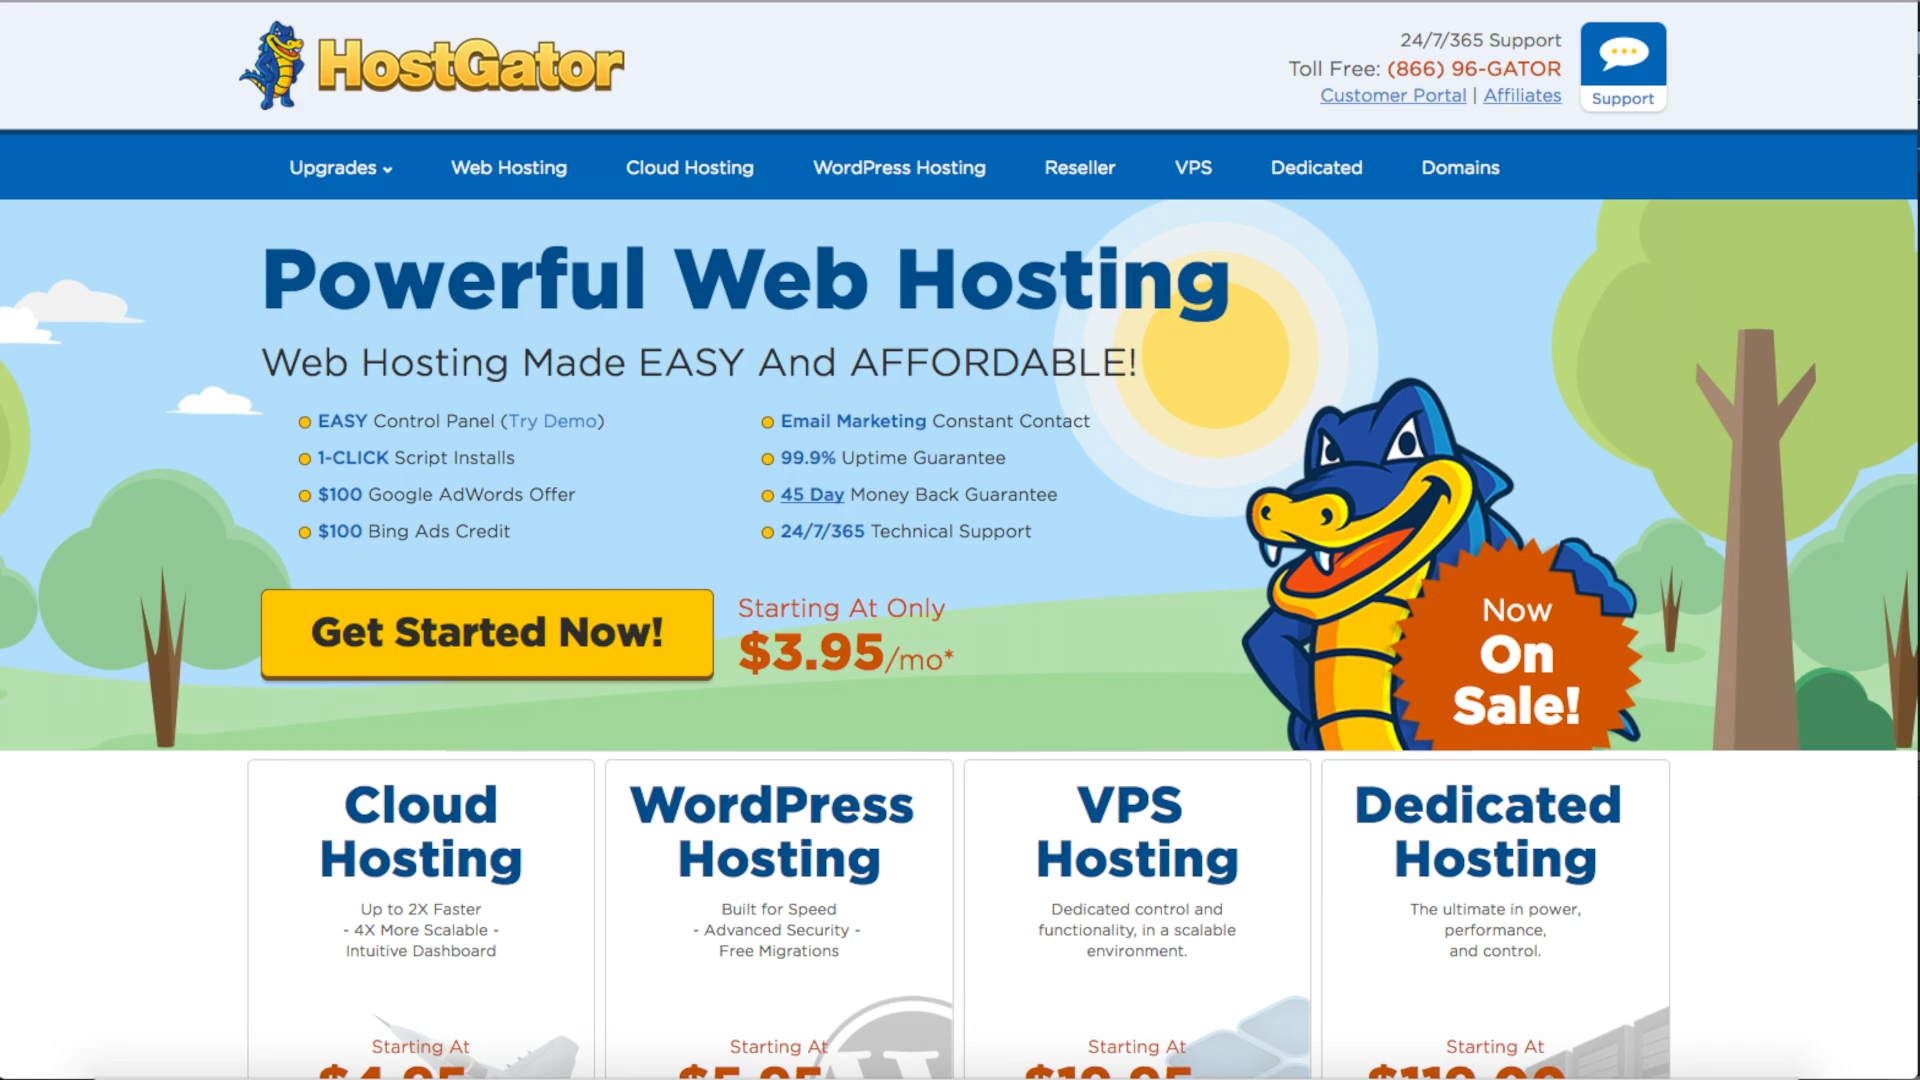 HostGator
24/7/365 Support
Toll Free: (866) 96-GATOR
Customer Portal | Affiliates
Support
Upgrades
Web Hosting
Cloud Hosting
WordPress Hosting
Reseller
VPS
Dedicated
Domains
Powerful Web Hosting
Web Hosting Made EASY And AFFORDABLE!
EASY Control Panel (Try Demo)
1-CLICK Script Installs
$100 Google AdWords Offer
$100 Bing Ads Credit
Email Marketing Constant Contact
99.9% Uptime Guarantee
45 Day Money Back Guarantee
24/7/365 Technical Support
Get Started Now!
Starting At Only
$3.95/mo*
Now
On
Sale!
Cloud
Hosting
Up to 2X Faster
- 4X More Scalable -
Intuitive Dashboard
Starting At
WordPress
Hosting
Built for Speed
- Advanced Security -
Free Migrations
Starting At
VPS
Hosting
Dedicated control and
functionality, in a scalable
environment.
Starting At
Dedicated
Hosting
The ultimate in power,
performance,
and control.
Starting At